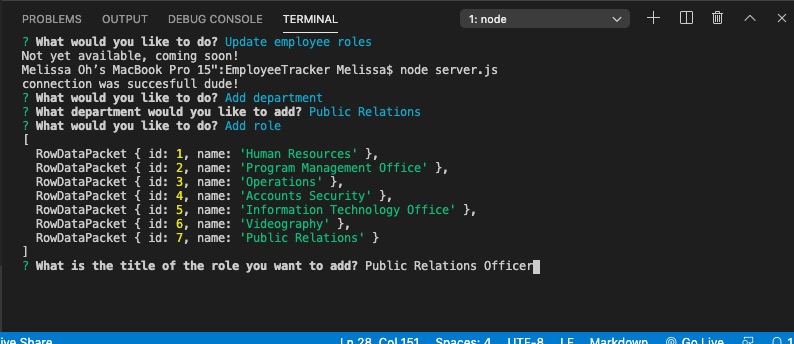 PROBLEMS OUTPUT DEBUG CONSOLE TERMINAL 1: node
? What would you like to do? Update employee roles
Not yet available, coming soon!
Melissa Oh’s MacBook Pro 15":EmployeeTracker Melissa$ node server.js
connection was succesfull dude!
? What would you like to do? Add department
? What department would you like to add? Public Relations
? What would you like to do? Add role
[
RowDataPacket { id: 1, name: 'Human Resources' },
RowDataPacket { id: 2, name: 'Program Management Office' },
RowDataPacket { id: 3, name: 'Operations' },
RowDataPacket { id: 4, name: 'Accounts Security' },
RowDataPacket { id: 5, name: 'Information Technology Office' },
RowDataPacket { id: 6, name: 'Videography' },
RowDataPacket { id: 7, name: 'Public Relations' }
]
? What is the title of the role you want to add? Public Relations Officer
ive Share Ln 28, Col 151 Spaces: 4 UTF-8 LF Markdown Go Live 1